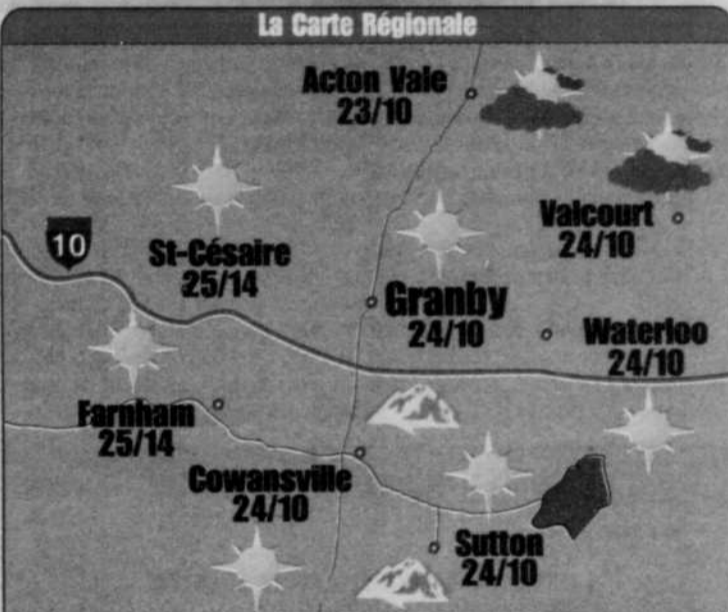 La Carte Régionale
Acton Vale
23/10
Valcourt
24/10
10
St-Césaire
25/14
Granby
24/10
Waterloo
24/10
Farnham
25/14
Cowansville
24/10
Sutton
24/10